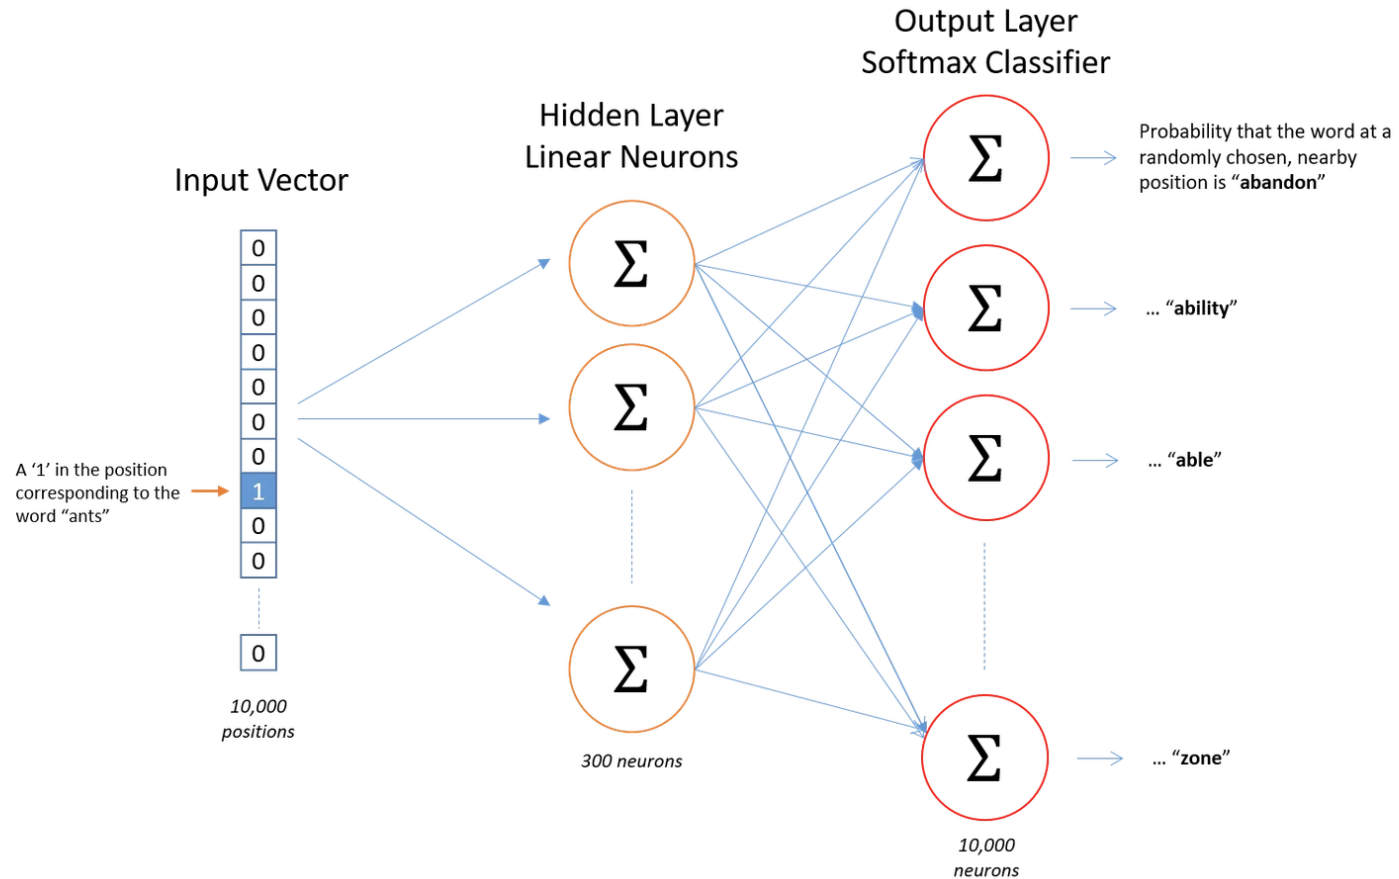 Output Layer
Softmax Classifier
Hidden Layer
Linear Neurons
Input Vector
0
0
0
0
0
0
0
1
0
0
0
A ‘1’ in the position
corresponding to the
word “ants”
10,000
positions
Σ
Σ
Σ
300 neurons
Σ
Σ
Σ
Σ
10,000
neurons
Probability that the word at a
randomly chosen, nearby
position is “abandon”
... “ability”
... “able”
... “zone”